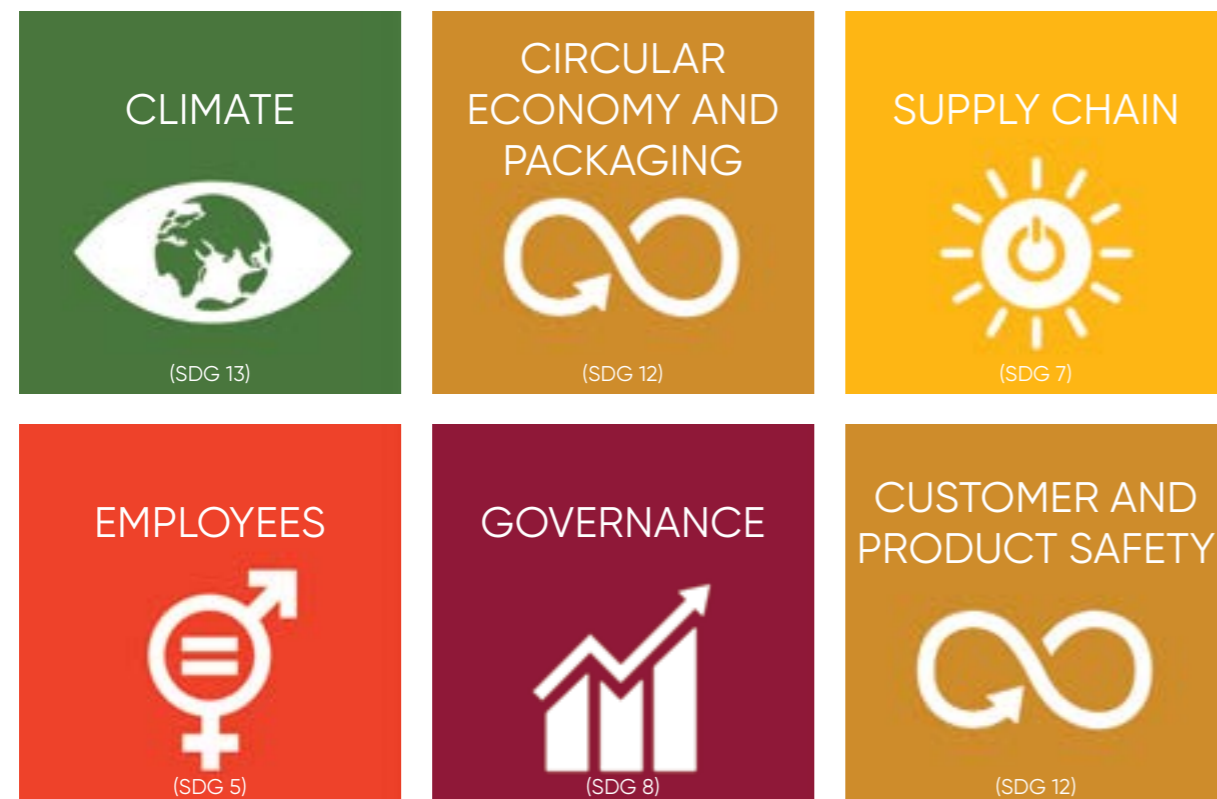 CLIMATE
(SDG 13)
CIRCULAR
ECONOMY AND
PACKAGING
(SDG 12)
SUPPLY CHAIN
(SDG 7)
EMPLOYEES
(SDG 5)
GOVERNANCE
(SDG 8)
CUSTOMER AND
PRODUCT SAFETY
(SDG 12)